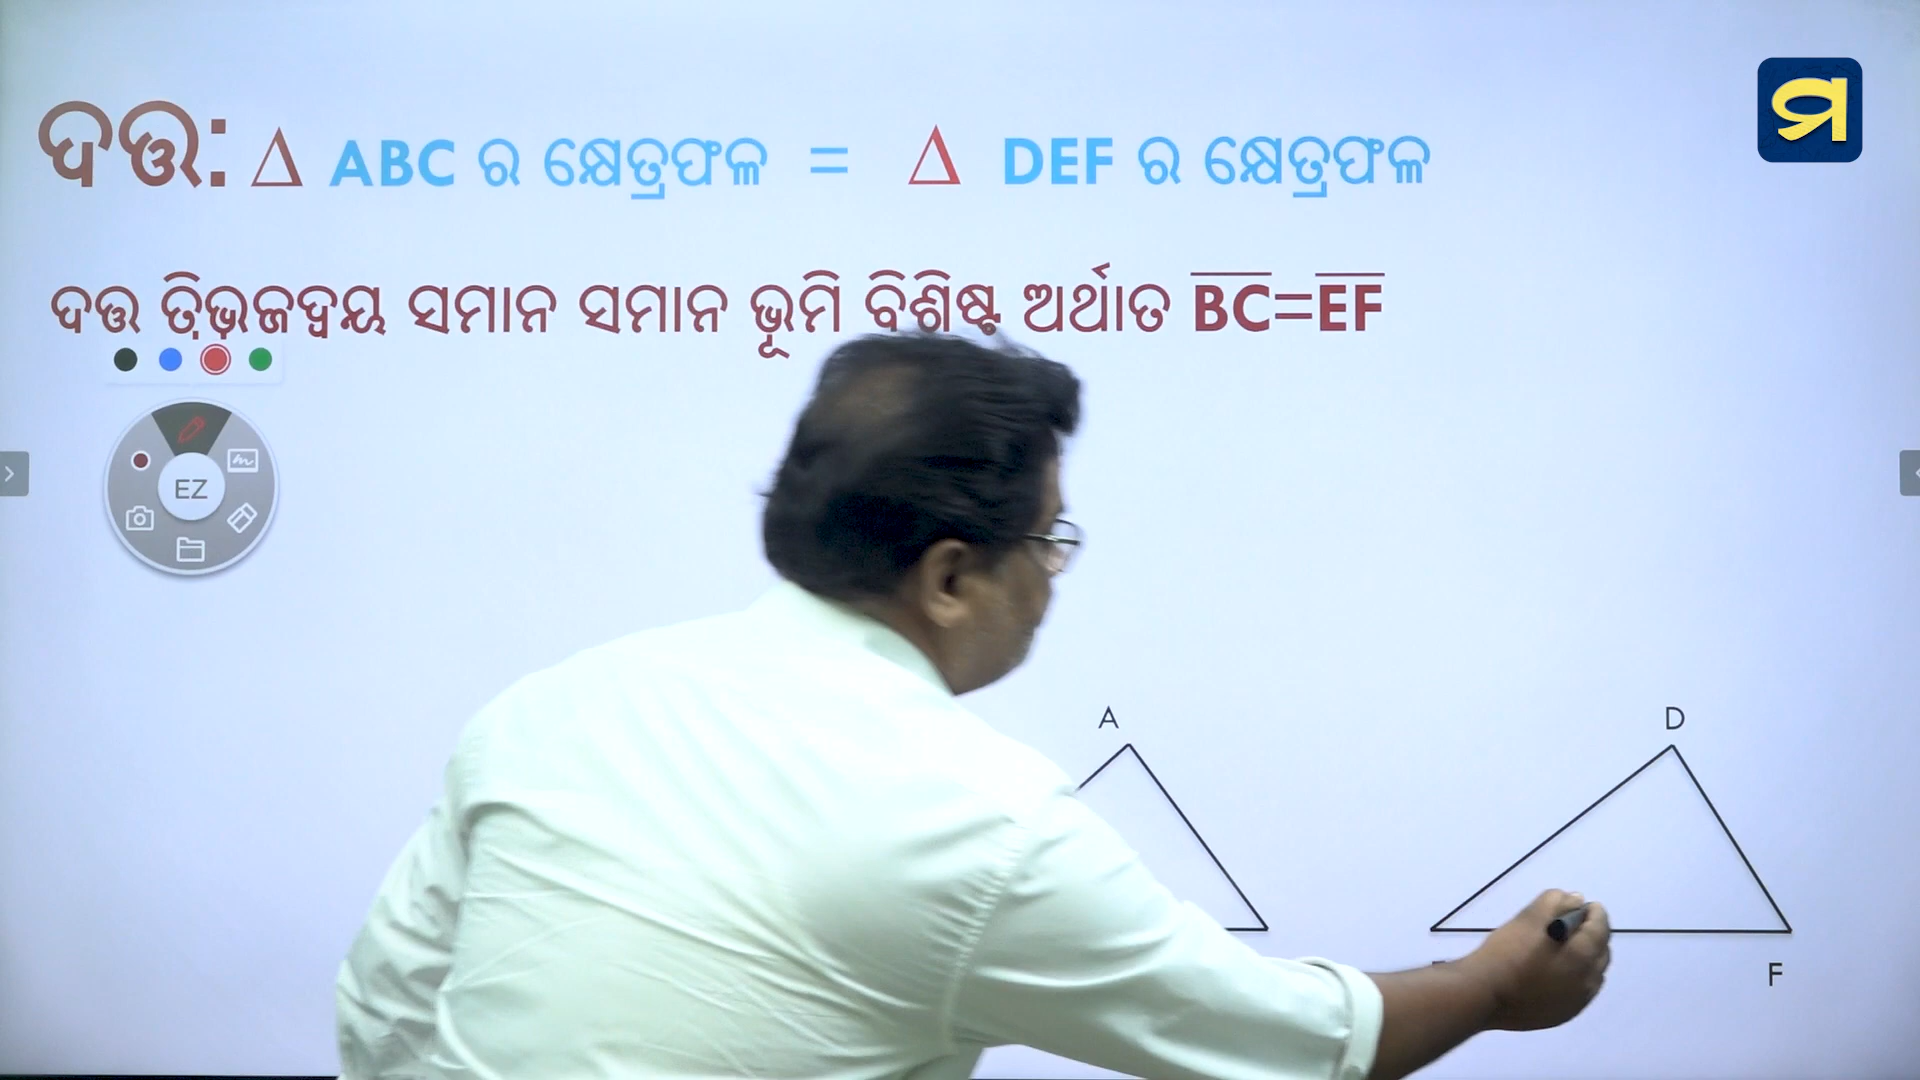 ଦତ୍ତ: Δ ABC ର କ୍ଷେତ୍ରଫଳ = Δ DEF ର କ୍ଷେତ୍ରଫଳ
ଦତ୍ତ ତ୍ରିଭୁଜଦ୍ୱୟ ସମାନ ସମାନ ଭୂମି ବିଶିଷ୍ଟ ଅର୍ଥାତ BC=EF
EZ
A
D
F
ମ